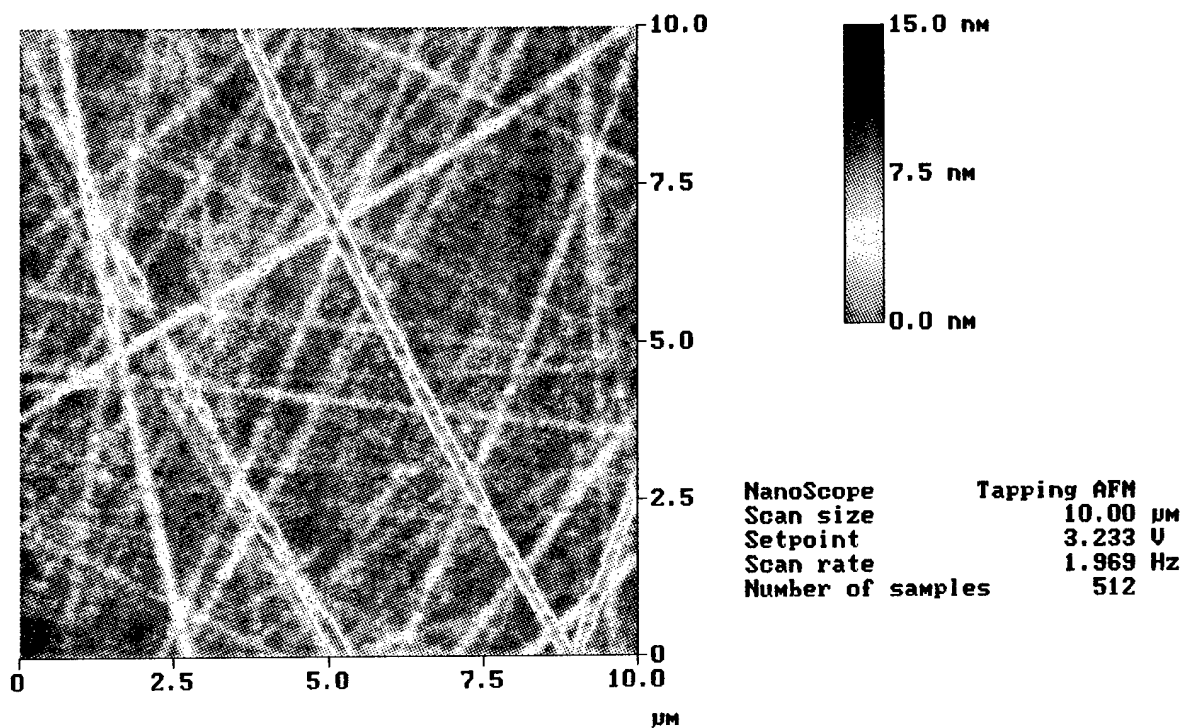 10.0
7.5
5.0
2.5
0
0
2.5
5.0
7.5
10.0
µM
15.0 nM
7.5 nM
0.0 nM
NanoScope Tapping AFM
Scan size 10.00 µM
Setpoint 3.233 V
Scan rate 1.969 Hz
Number of samples 512